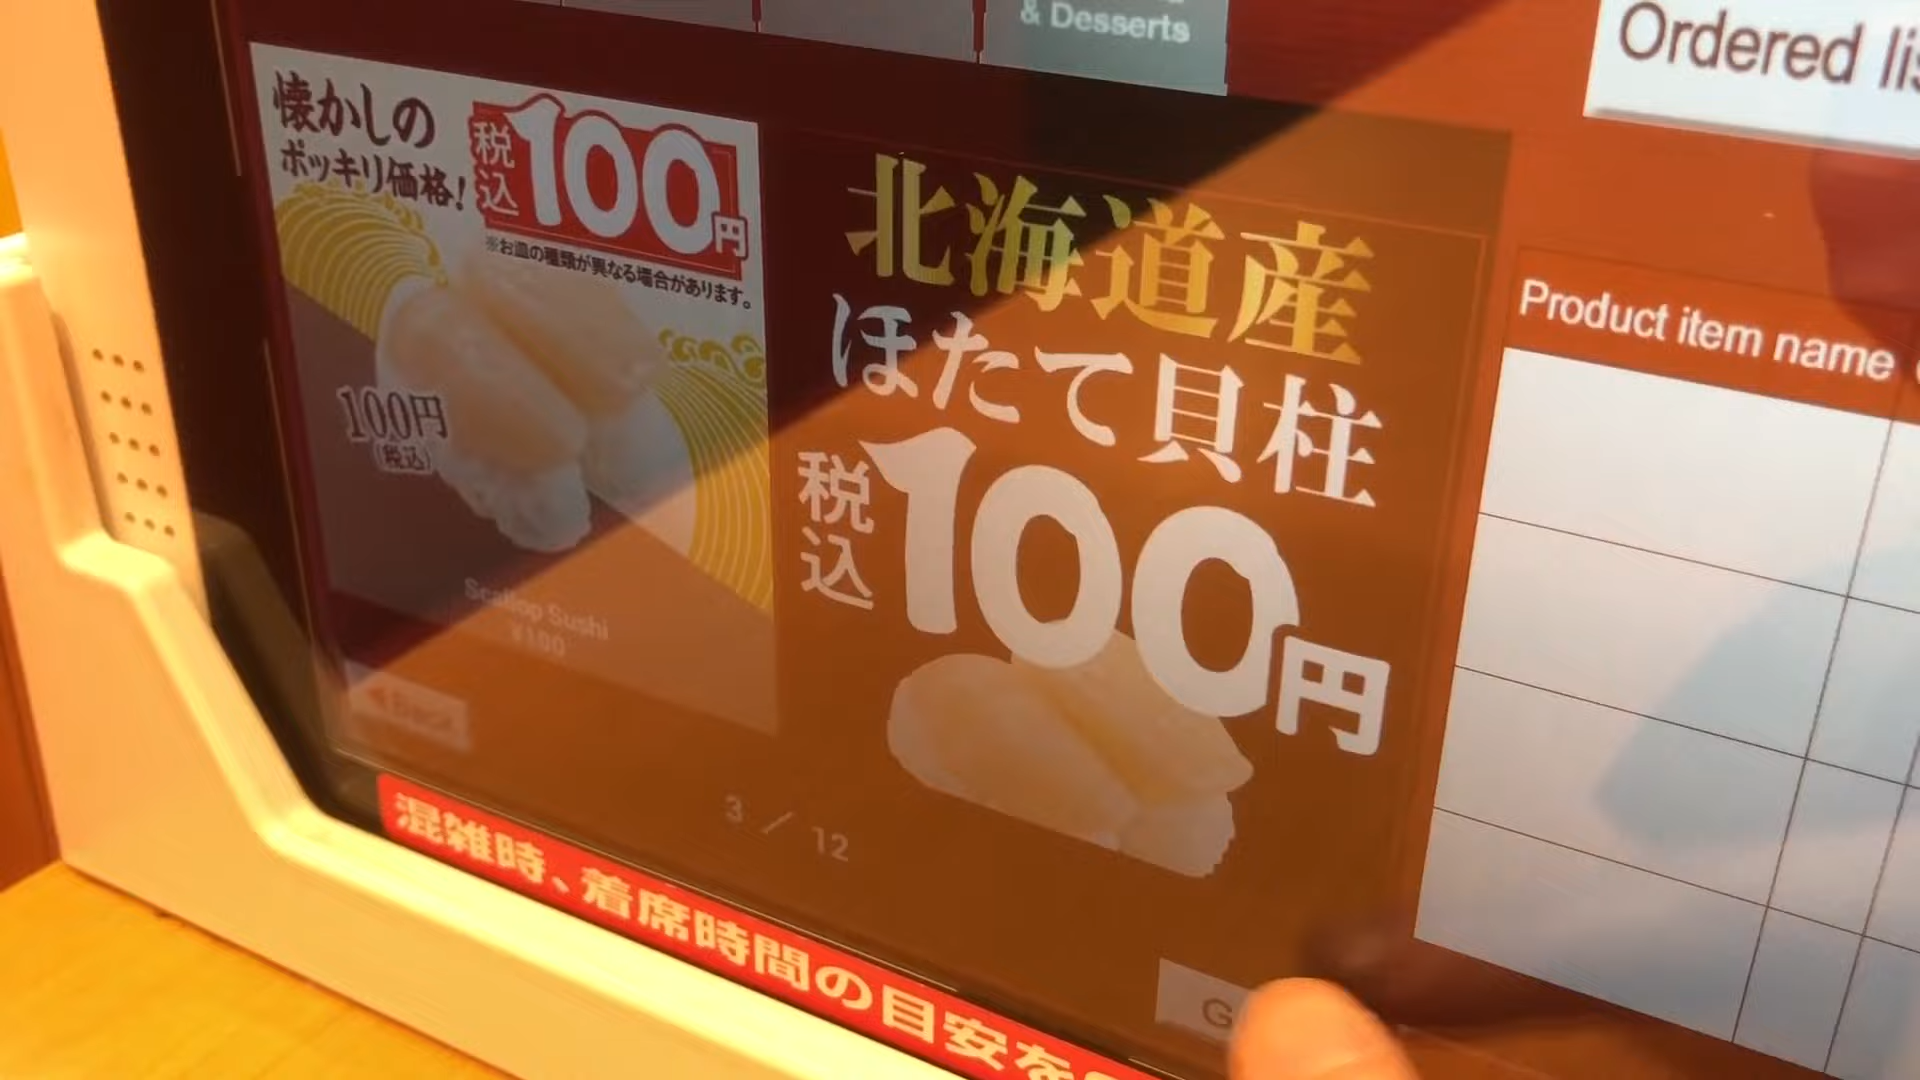 & Desserts
Ordered
懐かしの
ポッキリ価格!
税込100円
※お皿の種類が異なる場合があります。
100円
(税込)
Scallop Sushi
¥100
Back
北海道産
ほたて貝柱
税込100円
3 / 12
Product item name
混雑時、着席時間の目安を